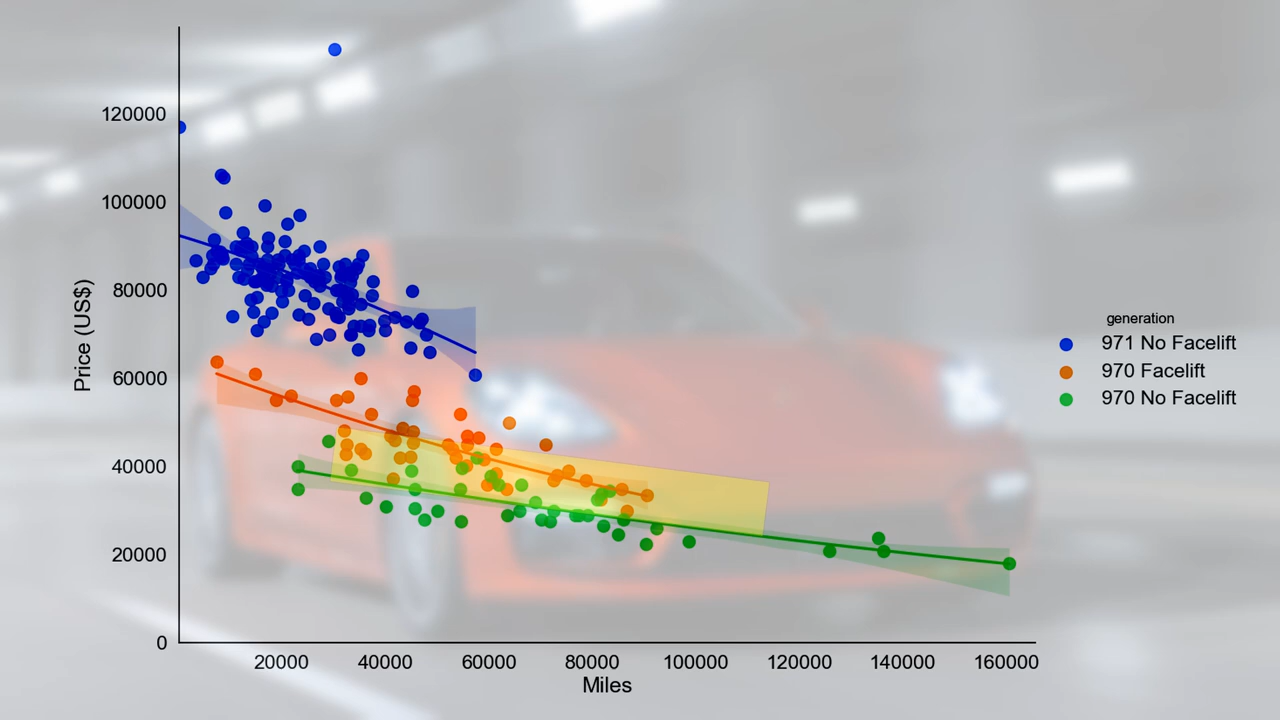 120000
100000
80000
60000
40000
20000
0
Price (US$)
20000 40000 60000 80000 100000 120000 140000 160000
Miles
generation
971 No Facelift
970 Facelift
970 No Facelift